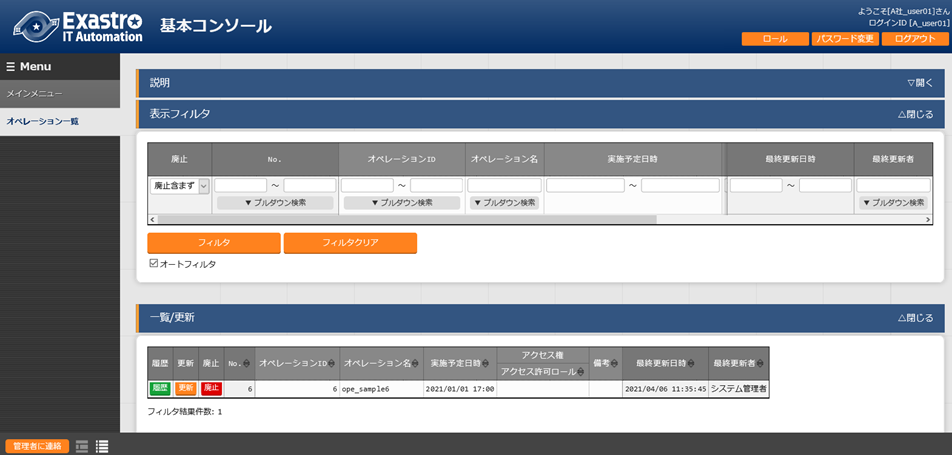 Exastro
IT Automation
基本コンソール
ようこそ[A社_user01]さん
ログインID [A_user01]
ロール パスワード変更 ログアウト
Menu
メインメニュー
オペレーション一覧
説明 ▽開く
表示フィルタ △閉じる
廃止 No. オペレーションID オペレーション名 実施予定日時 最終更新日時 最終更新者
廃止含まず ～ ～ ～ ～
▼プルダウン検索 ▼プルダウン検索 ▼プルダウン検索 ▼プルダウン検索
フィルタ フィルタクリア
オートフィルタ
一覧/更新 △閉じる
履歴 更新 廃止 No. オペレーションID オペレーション名 実施予定日時 アクセス権 備考 最終更新日時 最終更新者
アクセス許可ロール
履歴 更新 廃止 6 6 ope_sample6 2021/01/01 17:00 2021/04/06 11:35:45 システム管理者
フィルタ結果件数: 1
管理者に連絡